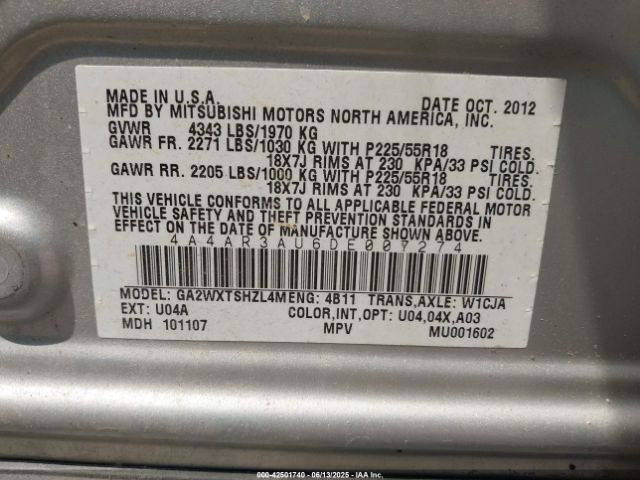 MADE IN U.S.A. DATE OCT. 2012
MFD BY MITSUBISHI MOTORS NORTH AMERICA, INC.
GVWR 4343 LBS/1970 KG
GAWR FR. 2271 LBS/1030 KG WITH P225/55R18 TIRES.
18X7J RIMS AT 230 KPA/33 PSI COLD.
GAWR RR. 2205 LBS/1000 KG WITH P225/55R18 TIRES.
18X7J RIMS AT 230 KPA/33 PSI COLD.
THIS VEHICLE CONFORMS TO ALL APPLICABLE FEDERAL MOTOR
VEHICLE SAFETY AND THEFT PREVENTION STANDARDS IN
EFFECT ON THE DATE OF MANUFACTURE SHOWN ABOVE.
4A4AR3AU6DE007274
MODEL: GA2WXTSHZL4MENG: 4B11 TRANS,AXLE: W1CJA
EXT: U04A COLOR,INT,OPT: U04,04X,A03
MDH 101107 MPV MU001602
000-42501740 - 06/13/2025 - IAA Inc.